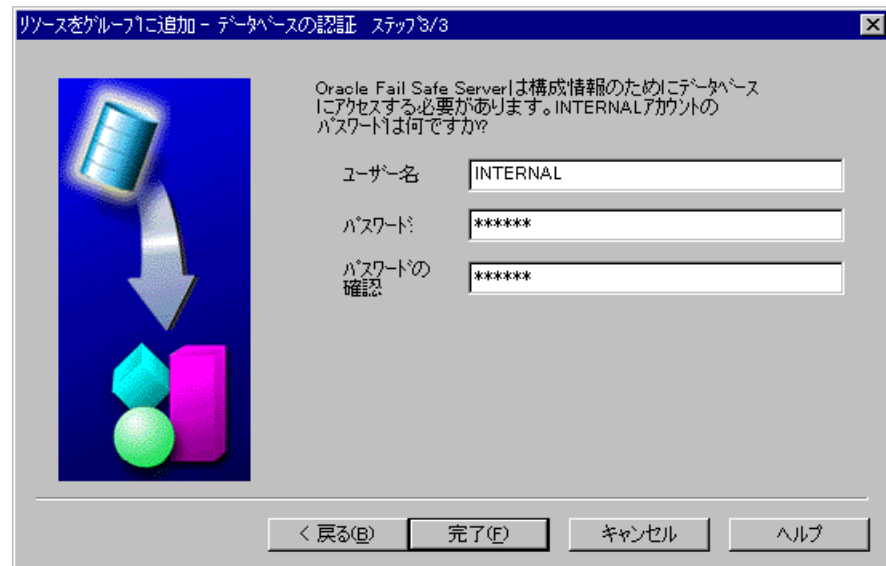 リソースをグループに追加 - データベースの認証 ステップ3/3
Oracle Fail Safe Serverは構成情報のためにデータベース
にアクセスする必要があります。INTERNALアカウントの
パスワードは何ですか?
ユーザー名
INTERNAL
パスワード:
******
パスワードの
確認
******
< 戻る(B)
完了(F)
キャンセル
ヘルプ